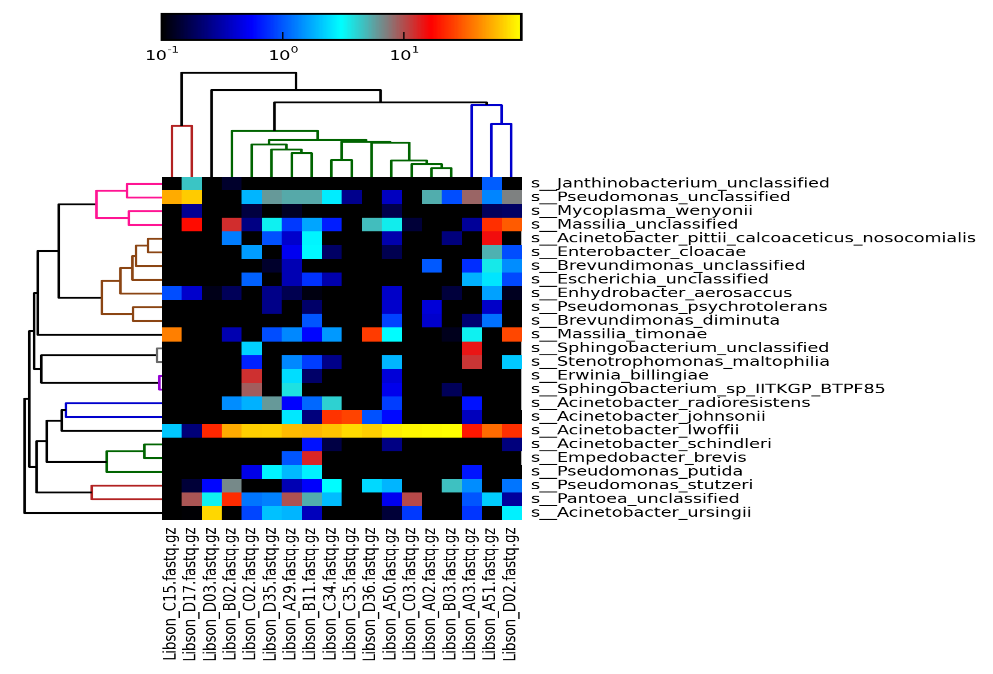 10^-1 10^0 10^1
s__Janthinobacterium_unclassified
s__Pseudomonas_unclassified
s__Mycoplasma_wenyonii
s__Massilia_unclassified
s__Acinetobacter_pittii_calcoaceticus_nosocomialis
s__Enterobacter_cloacae
s__Brevundimonas_unclassified
s__Escherichia_unclassified
s__Enhydrobacter_aerosaccus
s__Pseudomonas_psychrotolerans
s__Brevundimonas_diminuta
s__Massilia_timonae
s__Sphingobacterium_unclassified
s__Stenotrophomonas_maltophilia
s__Erwinia_billingiae
s__Sphingobacterium_sp_IITKGP_BTPF85
s__Acinetobacter_radioresistens
s__Acinetobacter_johnsonii
s__Acinetobacter_lwoffii
s__Acinetobacter_schindleri
s__Empedobacter_brevis
s__Pseudomonas_putida
s__Pseudomonas_stutzeri
s__Pantoea_unclassified
s__Acinetobacter_ursingii
Libson_C15.fastq.gz
Libson_D17.fastq.gz
Libson_D03.fastq.gz
Libson_B02.fastq.gz
Libson_C02.fastq.gz
Libson_D35.fastq.gz
Libson_A29.fastq.gz
Libson_B11.fastq.gz
Libson_C34.fastq.gz
Libson_C35.fastq.gz
Libson_D36.fastq.gz
Libson_A50.fastq.gz
Libson_C03.fastq.gz
Libson_A02.fastq.gz
Libson_B03.fastq.gz
Libson_A03.fastq.gz
Libson_A51.fastq.gz
Libson_D02.fastq.gz